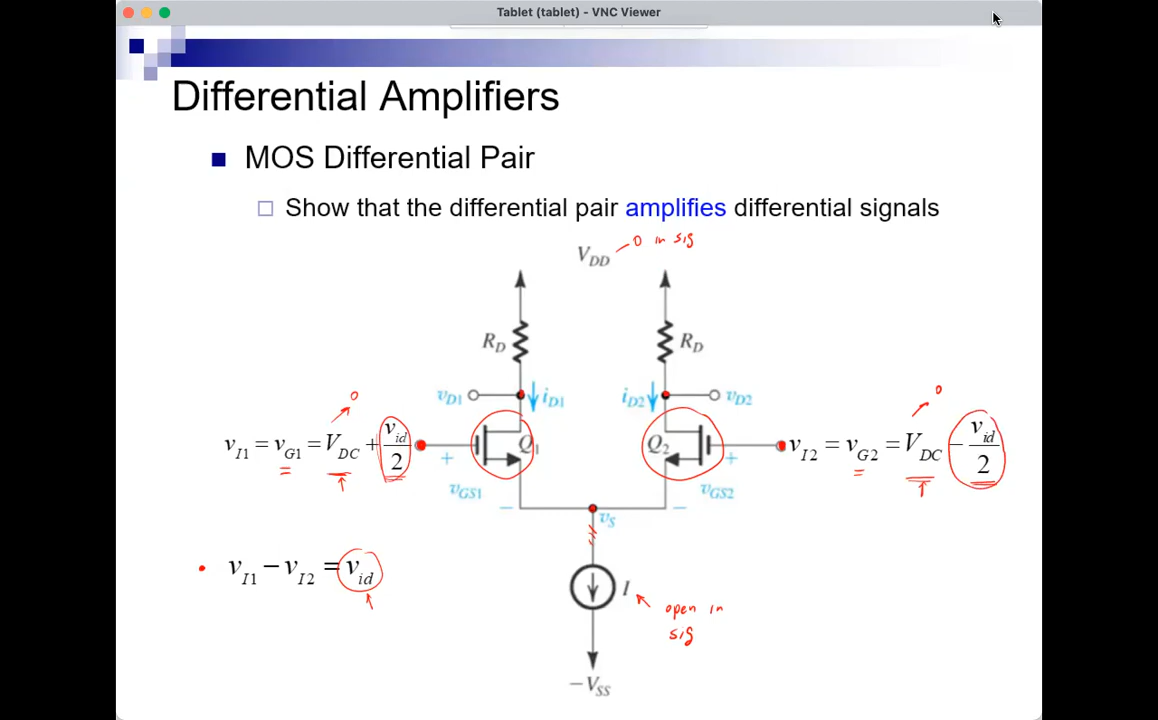 Tablet (tablet) - VNC Viewer
Differential Amplifiers
MOS Differential Pair
Show that the differential pair amplifies differential signals
V_DD
0 in sig
R_D
R_D
v_D1
i_D1
i_D2
v_D2
0
0
v_I1 = v_G1 = V_DC + v_id/2
+
Q_1
Q_2
+
v_I2 = v_G2 = V_DC − v_id/2
v_GS1
v_GS2
−
−
v_S
v_I1 − v_I2 = v_id
I
open in
sig
−V_SS